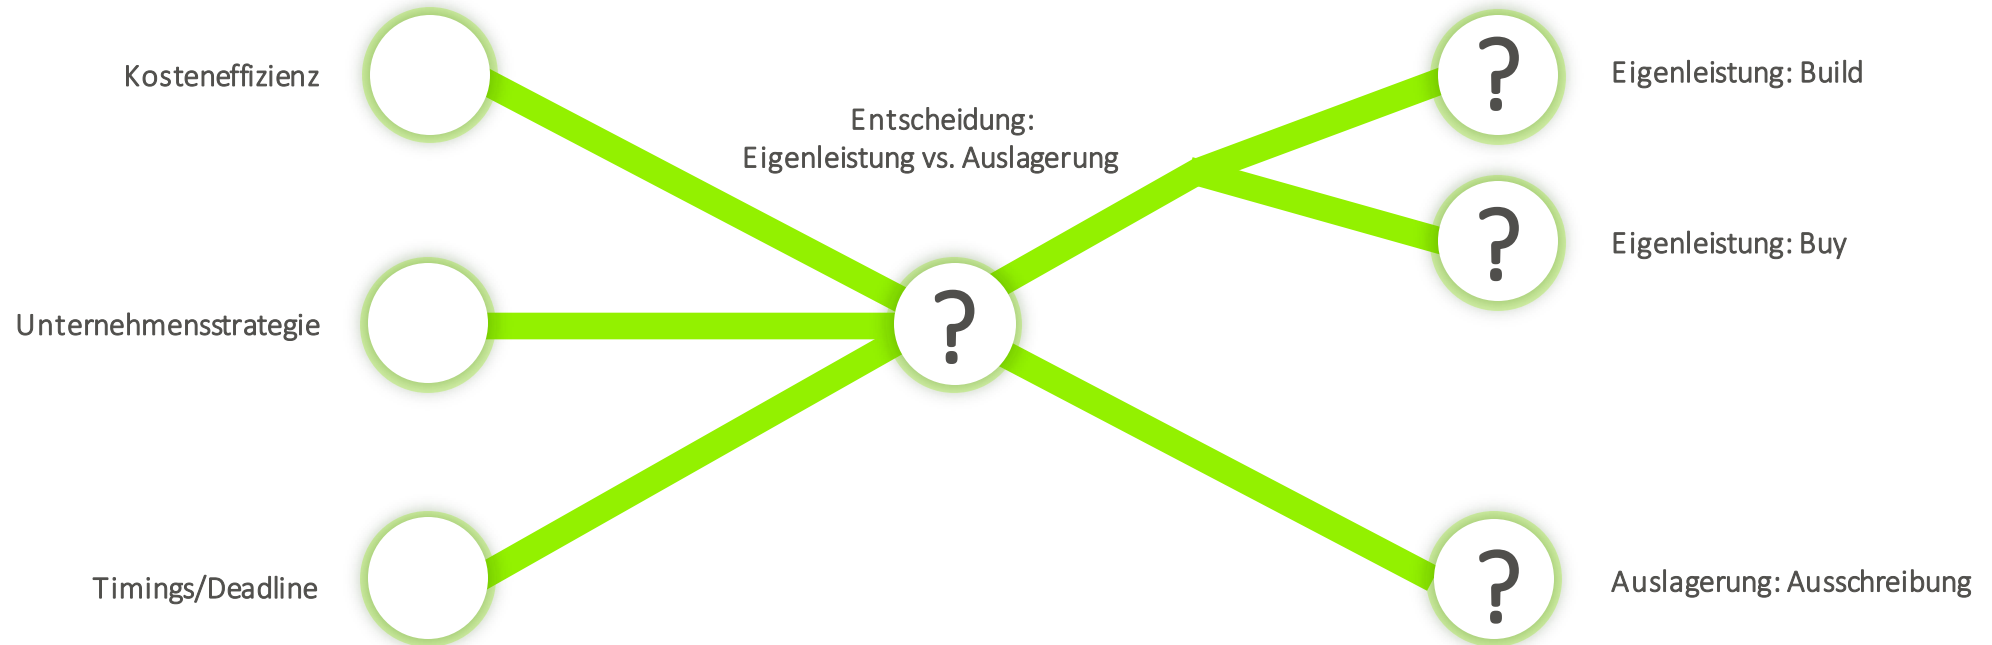 Kosteneffizienz
Unternehmensstrategie
Timings/Deadline
Entscheidung:
Eigenleistung vs. Auslagerung
?
?
Eigenleistung: Build
?
Eigenleistung: Buy
?
Auslagerung: Ausschreibung